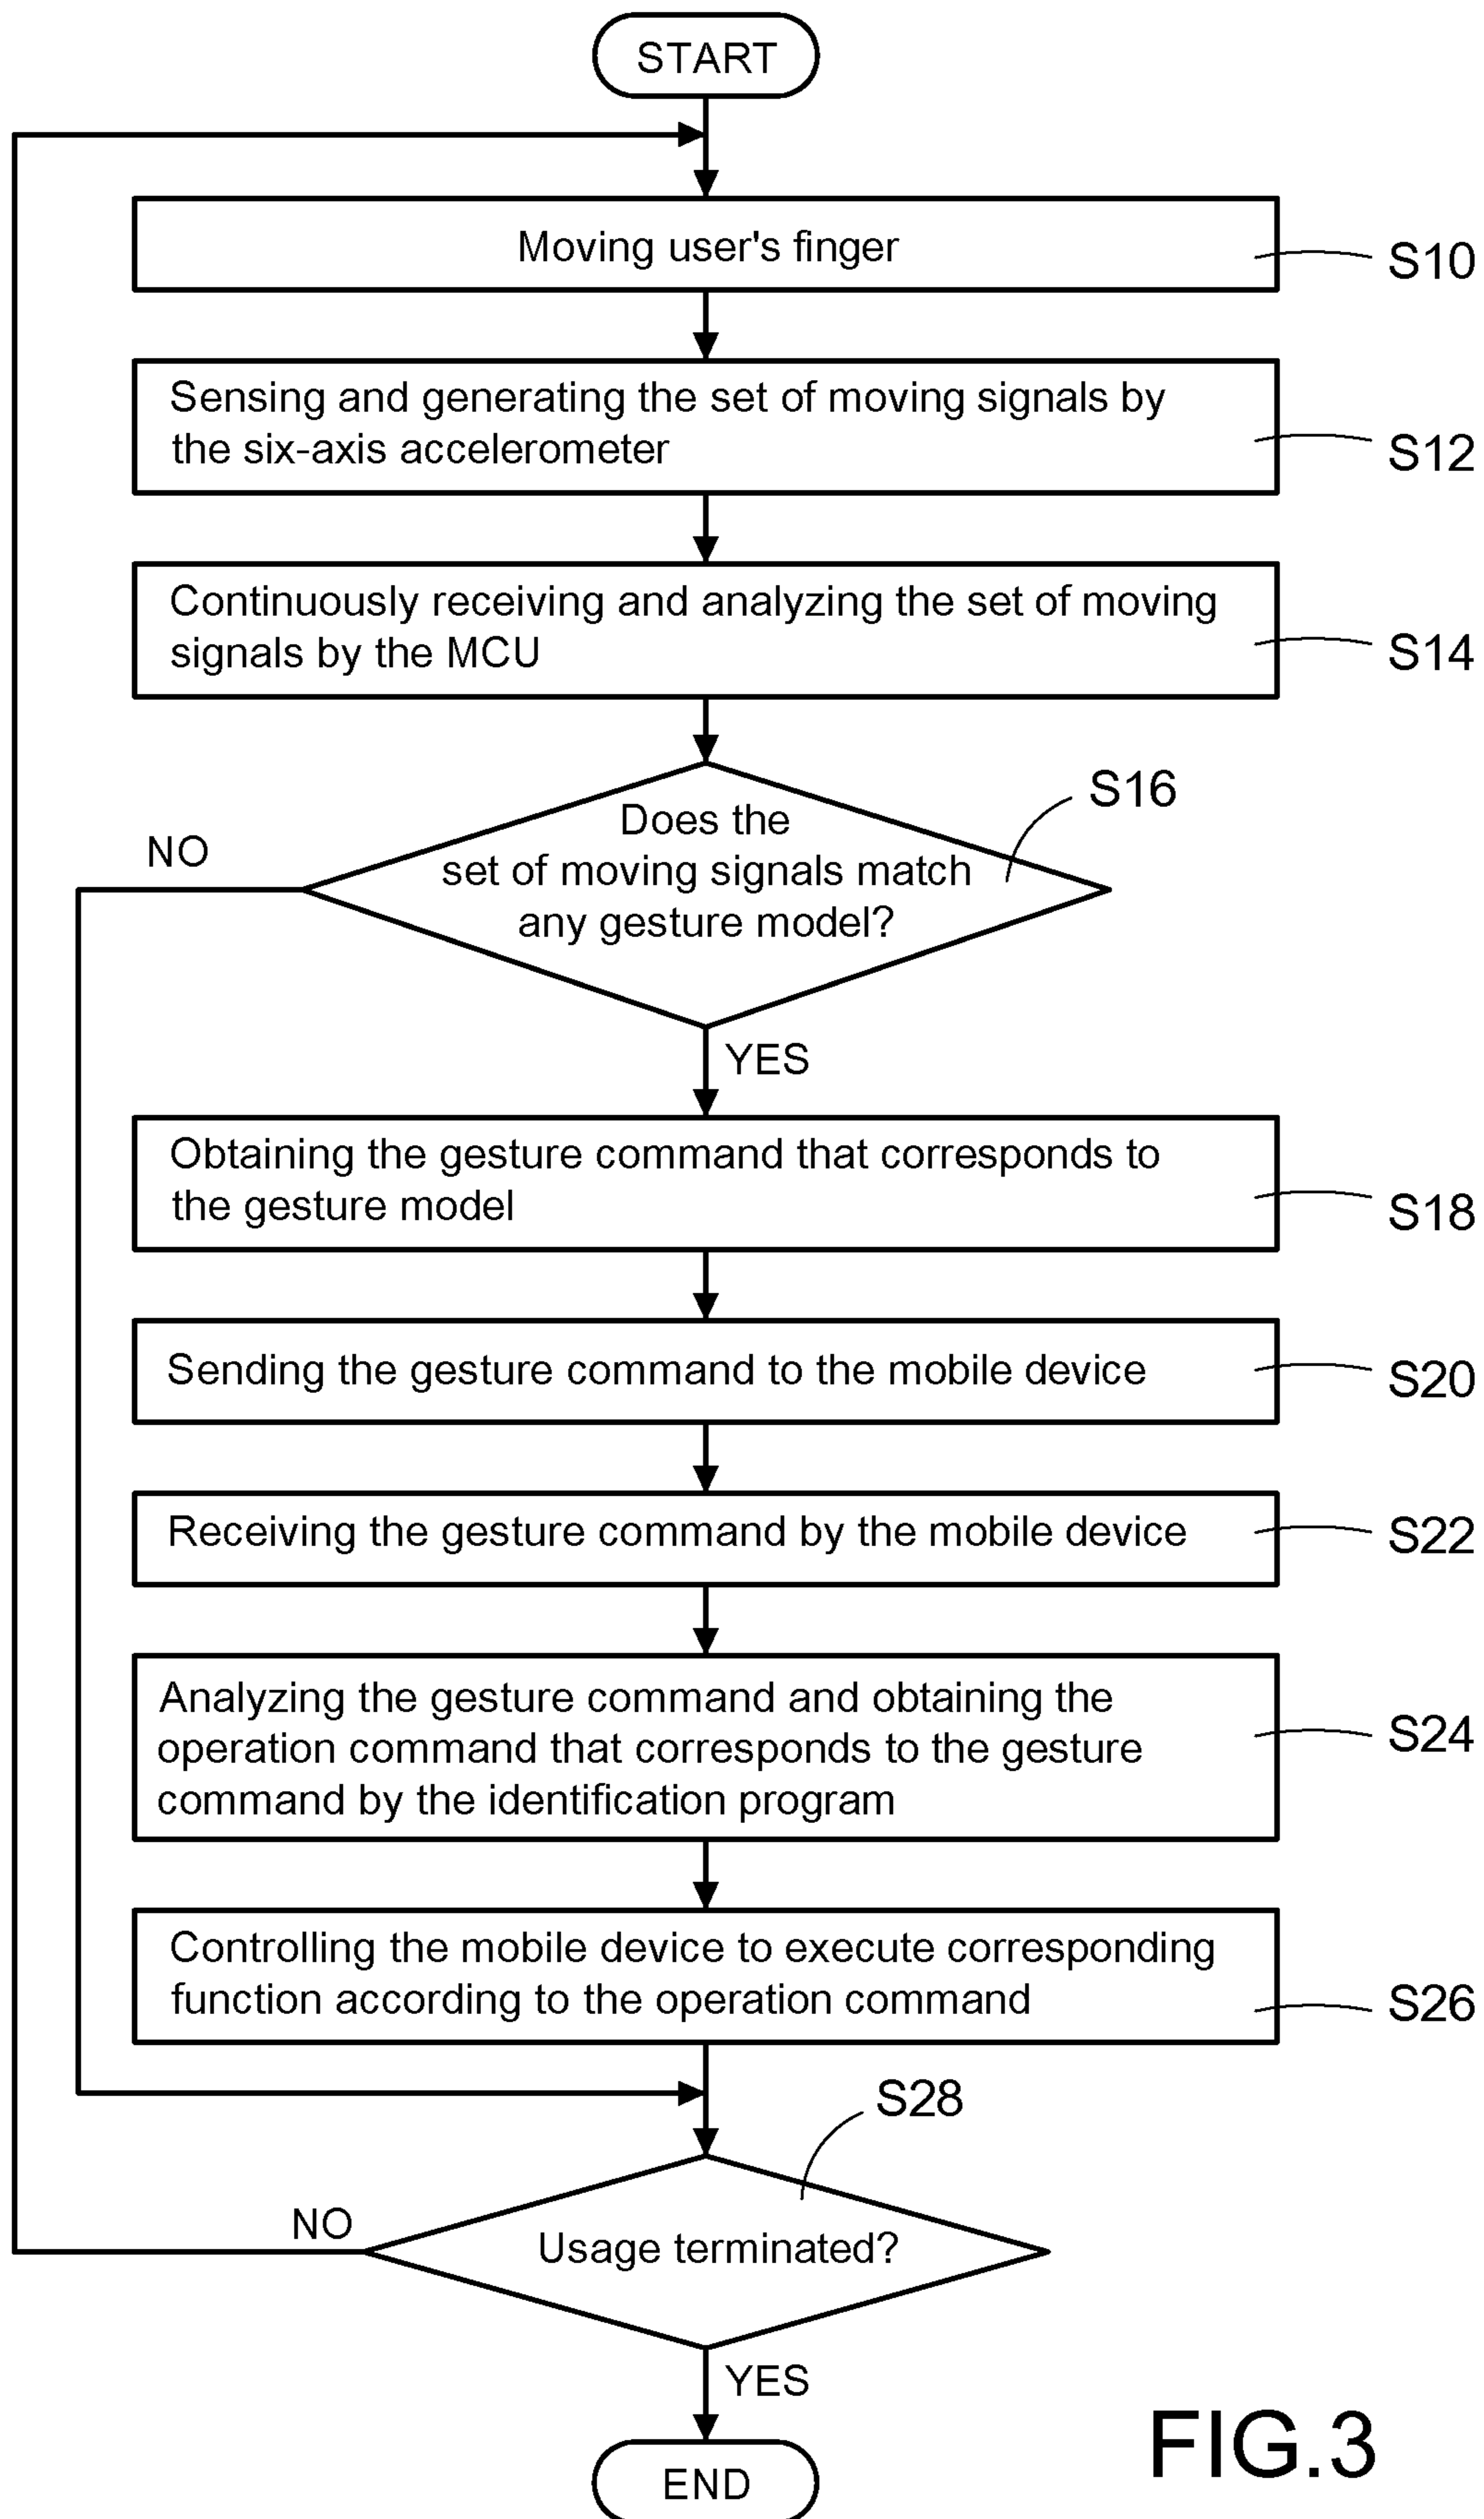 START
Moving user's finger
S10
Sensing and generating the set of moving signals by
the six-axis accelerometer
S12
Continuously receiving and analyzing the set of moving
signals by the MCU
S14
S16
Does the
set of moving signals match
any gesture model?
NO
YES
Obtaining the gesture command that corresponds to
the gesture model
S18
Sending the gesture command to the mobile device
S20
Receiving the gesture command by the mobile device
S22
Analyzing the gesture command and obtaining the
operation command that corresponds to the gesture
command by the identification program
S24
Controlling the mobile device to execute corresponding
function according to the operation command
S26
S28
NO
Usage terminated?
YES
END
FIG.3